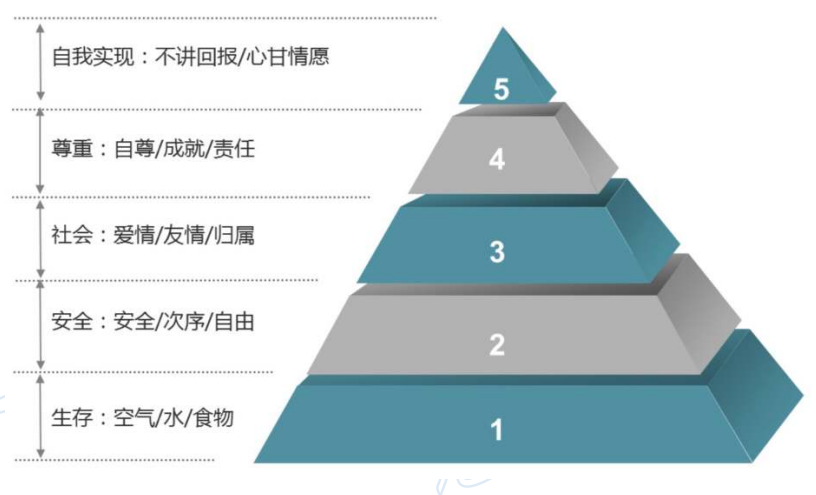 自我实现：不讲回报/心甘情愿
5
尊重：自尊/成就/责任
4
社会：爱情/友情/归属
3
安全：安全/次序/自由
2
生存：空气/水/食物
1